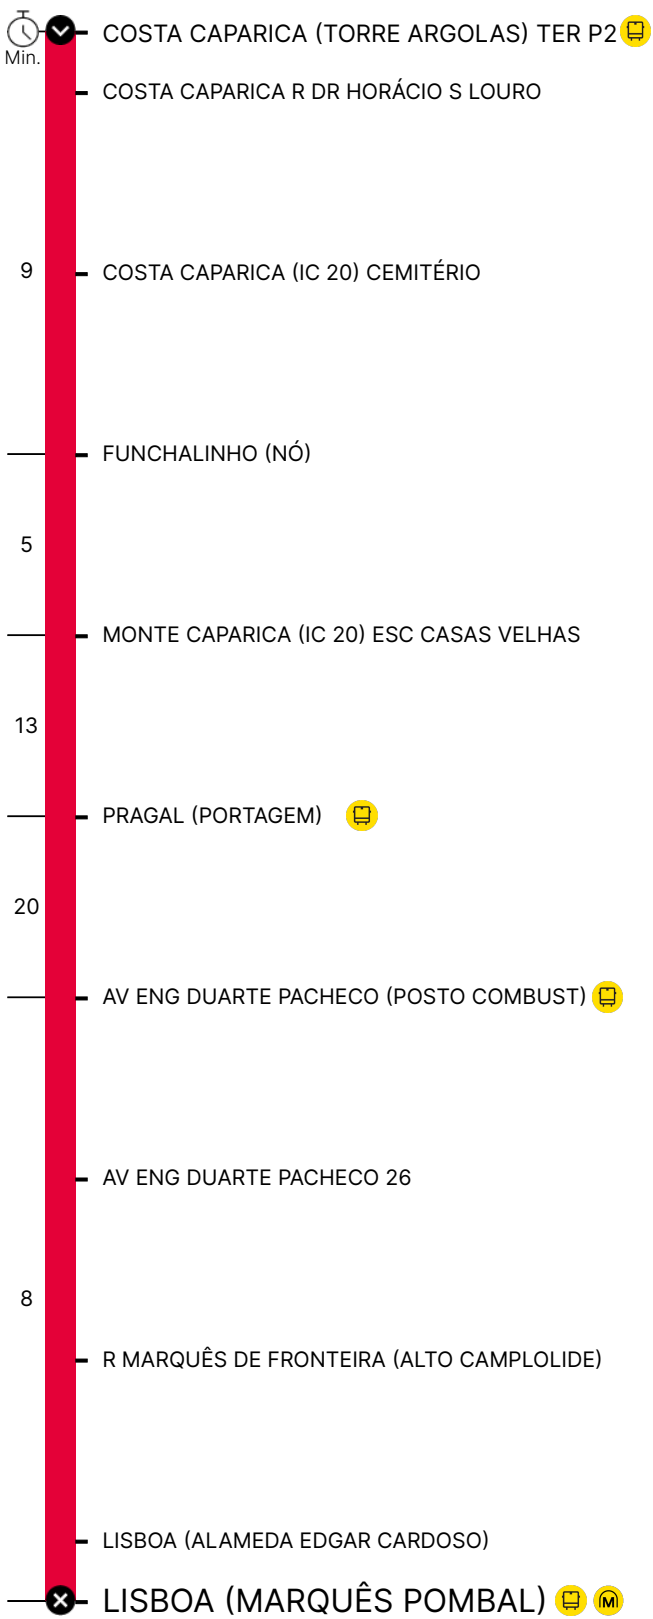 COSTA CAPARICA (TORRE ARGOLAS) TER P2
Min.
COSTA CAPARICA R DR HORÁCIO S LOURO
9
COSTA CAPARICA (IC 20) CEMITÉRIO
FUNCHALINHO (NÓ)
5
MONTE CAPARICA (IC 20) ESC CASAS VELHAS
13
PRAGAL (PORTAGEM)
20
AV ENG DUARTE PACHECO (POSTO COMBUST)
AV ENG DUARTE PACHECO 26
8
R MARQUÊS DE FRONTEIRA (ALTO CAMPLOLIDE)
LISBOA (ALAMEDA EDGAR CARDOSO)
LISBOA (MARQUÊS POMBAL) M